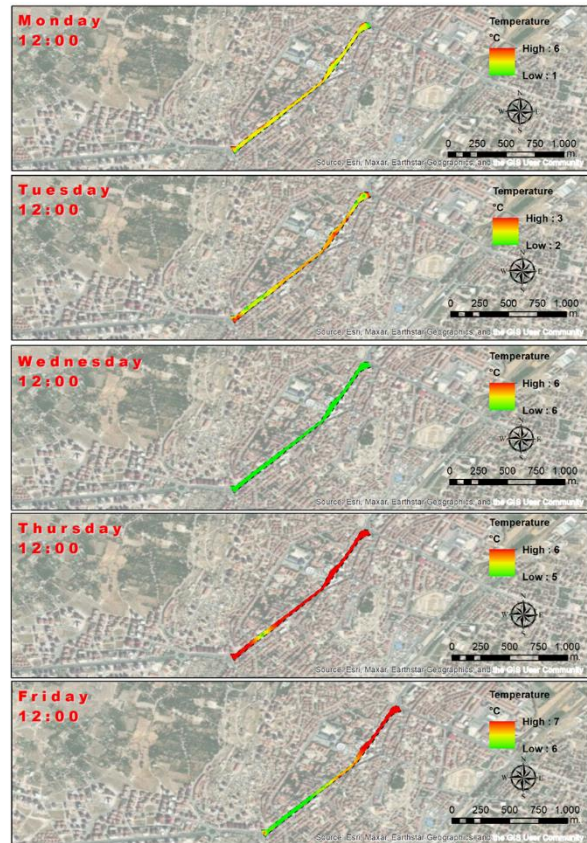 Monday
12:00
Temperature
°C
High : 6
Low : 1
N
W
S
0 250 500 750 1.000
m
Source: Esri, Maxar, Earthstar Geographics, and the GIS User Community
Tuesday
12:00
Temperature
°C
High : 3
Low : 2
N
W E
S
0 250 500 750 1.000
m
Source: Esri, Maxar, Earthstar Geographics, and the GIS User Community
Wednesday
12:00
Temperature
°C
High : 6
Low : 6
N
W E
S
0 250 500 750 1.000
m
Source: Esri, Maxar, Earthstar Geographics, and the GIS User Community
Thursday
12:00
Temperature
°C
High : 6
Low : 5
N
W E
S
0 250 500 750 1.000
m
Source: Esri, Maxar, Earthstar Geographics, and the GIS User Community
Friday
12:00
Temperature
°C
High : 7
Low : 6
N
W E
S
0 250 500 750 1.000
m
Source: Esri, Maxar, Earthstar Geographics, and the GIS User Community